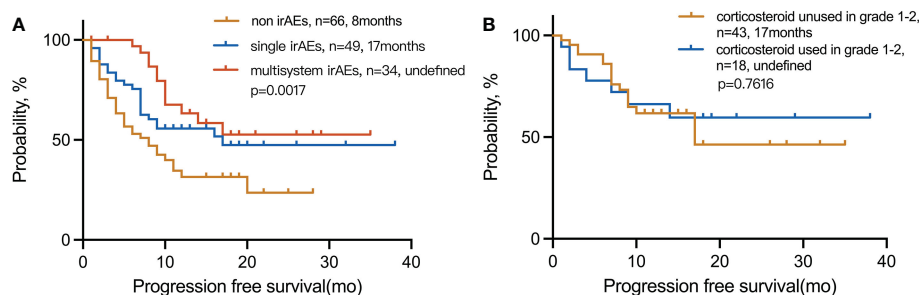 A
non irAEs, n=66, 8months
single irAEs, n=49, 17months
multisystem irAEs, n=34, undefined
p=0.0017
Probability, %
100
50
0
0 10 20 30 40
Progression free survival(mo)
B
corticosteroid unused in grade 1-2,
n=43, 17months
corticosteroid used in grade 1-2,
n=18, undefined
p=0.7616
Probability, %
100
50
0
0 10 20 30 40
Progression free survival(mo)